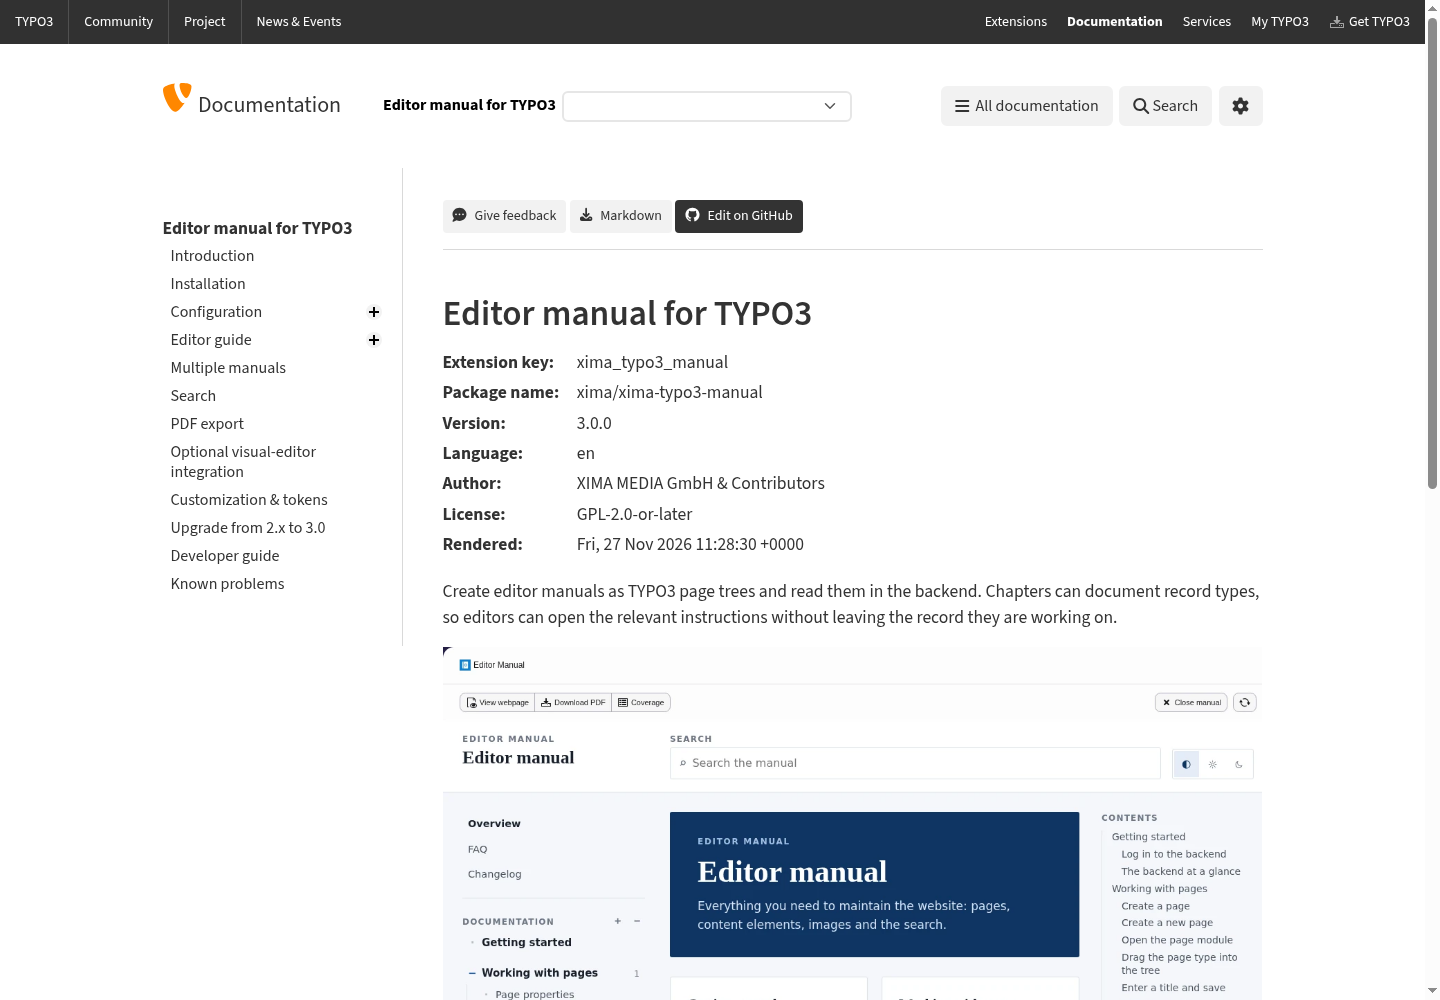 TYPO3 Community Project News & Events Extensions Documentation Services My TYPO3 Get TYPO3
Documentation
Editor manual for TYPO3
All documentation
Search
Editor manual for TYPO3
Introduction
Installation
Configuration
Editor guide
Multiple manuals
Search
PDF export
Optional visual-editor
integration
Customization & tokens
Upgrade from 2.x to 3.0
Developer guide
Known problems
Give feedback
Markdown
Edit on GitHub
Editor manual for TYPO3
Extension key: xima_typo3_manual
Package name: xima/xima-typo3-manual
Version: 3.0.0
Language: en
Author: XIMA MEDIA GmbH & Contributors
License: GPL-2.0-or-later
Rendered: Fri, 27 Nov 2026 11:28:30 +0000
Create editor manuals as TYPO3 page trees and read them in the backend. Chapters can document record types,
so editors can open the relevant instructions without leaving the record they are working on.
Editor Manual
View webpage
Download PDF
Coverage
Close manual
EDITOR MANUAL
Editor manual
SEARCH
Search the manual
Overview
FAQ
Changelog
DOCUMENTATION + −
Getting started
Working with pages 1
Page properties
EDITOR MANUAL
Editor manual
Everything you need to maintain the website: pages,
content elements, images and the search.
CONTENTS
Getting started
Log in to the backend
The backend at a glance
Working with pages
Create a page
Create a new page
Open the page module
Drag the page type into
the tree
Enter a title and save